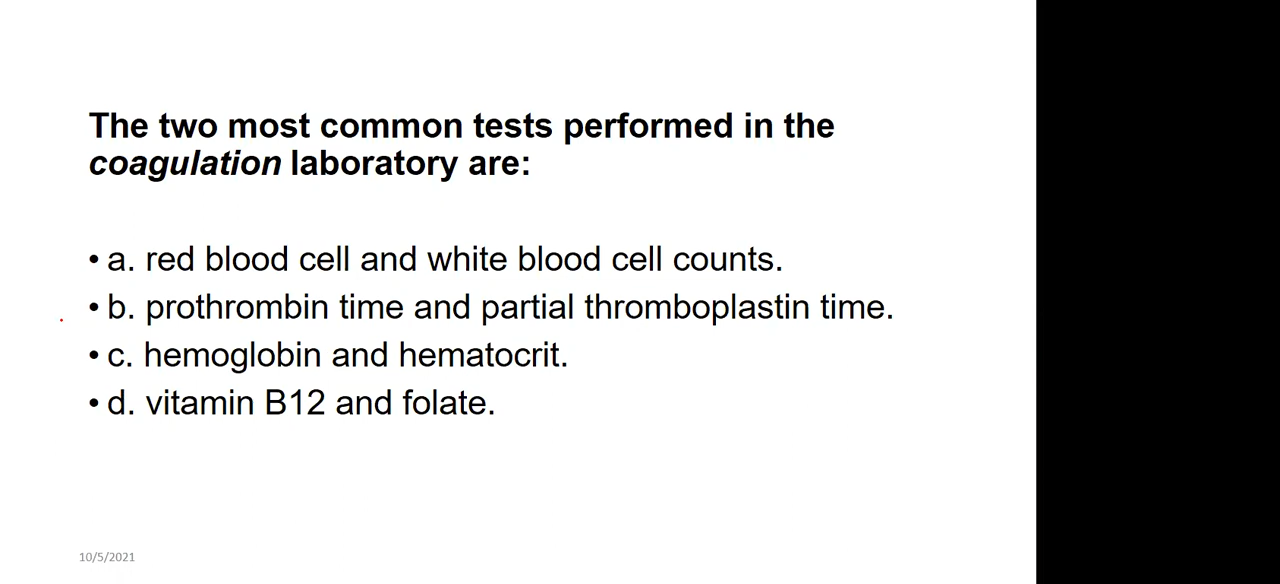 The two most common tests performed in the
coagulation laboratory are:
• a. red blood cell and white blood cell counts.
• b. prothrombin time and partial thromboplastin time.
• c. hemoglobin and hematocrit.
• d. vitamin B12 and folate.
10/5/2021